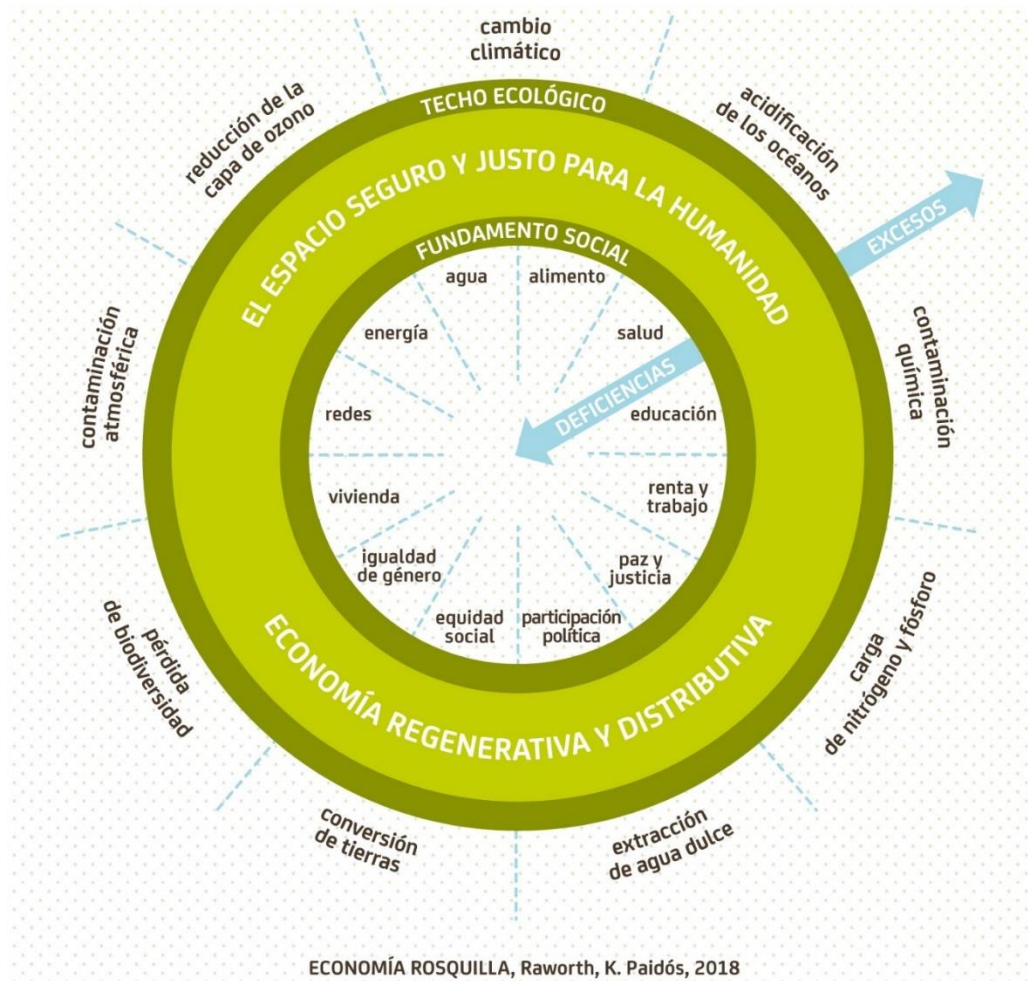 cambio
climático
acidificación
de los océanos
EXCESOS
contaminación
química
carga
de nitrógeno y fósforo
extracción
de agua dulce
conversión
de tierras
pérdida
de biodiversidad
contaminación
atmosférica
reducción de la
capa de ozono
TECHO ECOLÓGICO
EL ESPACIO SEGURO Y JUSTO PARA LA HUMANIDAD
FUNDAMENTO SOCIAL
agua
alimento
salud
DEFICIENCIAS
educación
renta y
trabajo
paz y
justicia
participación
política
equidad
social
igualdad
de género
vivienda
redes
energía
ECONOMÍA REGENERATIVA Y DISTRIBUTIVA
ECONOMÍA ROSQUILLA, Raworth, K. Paidós, 2018